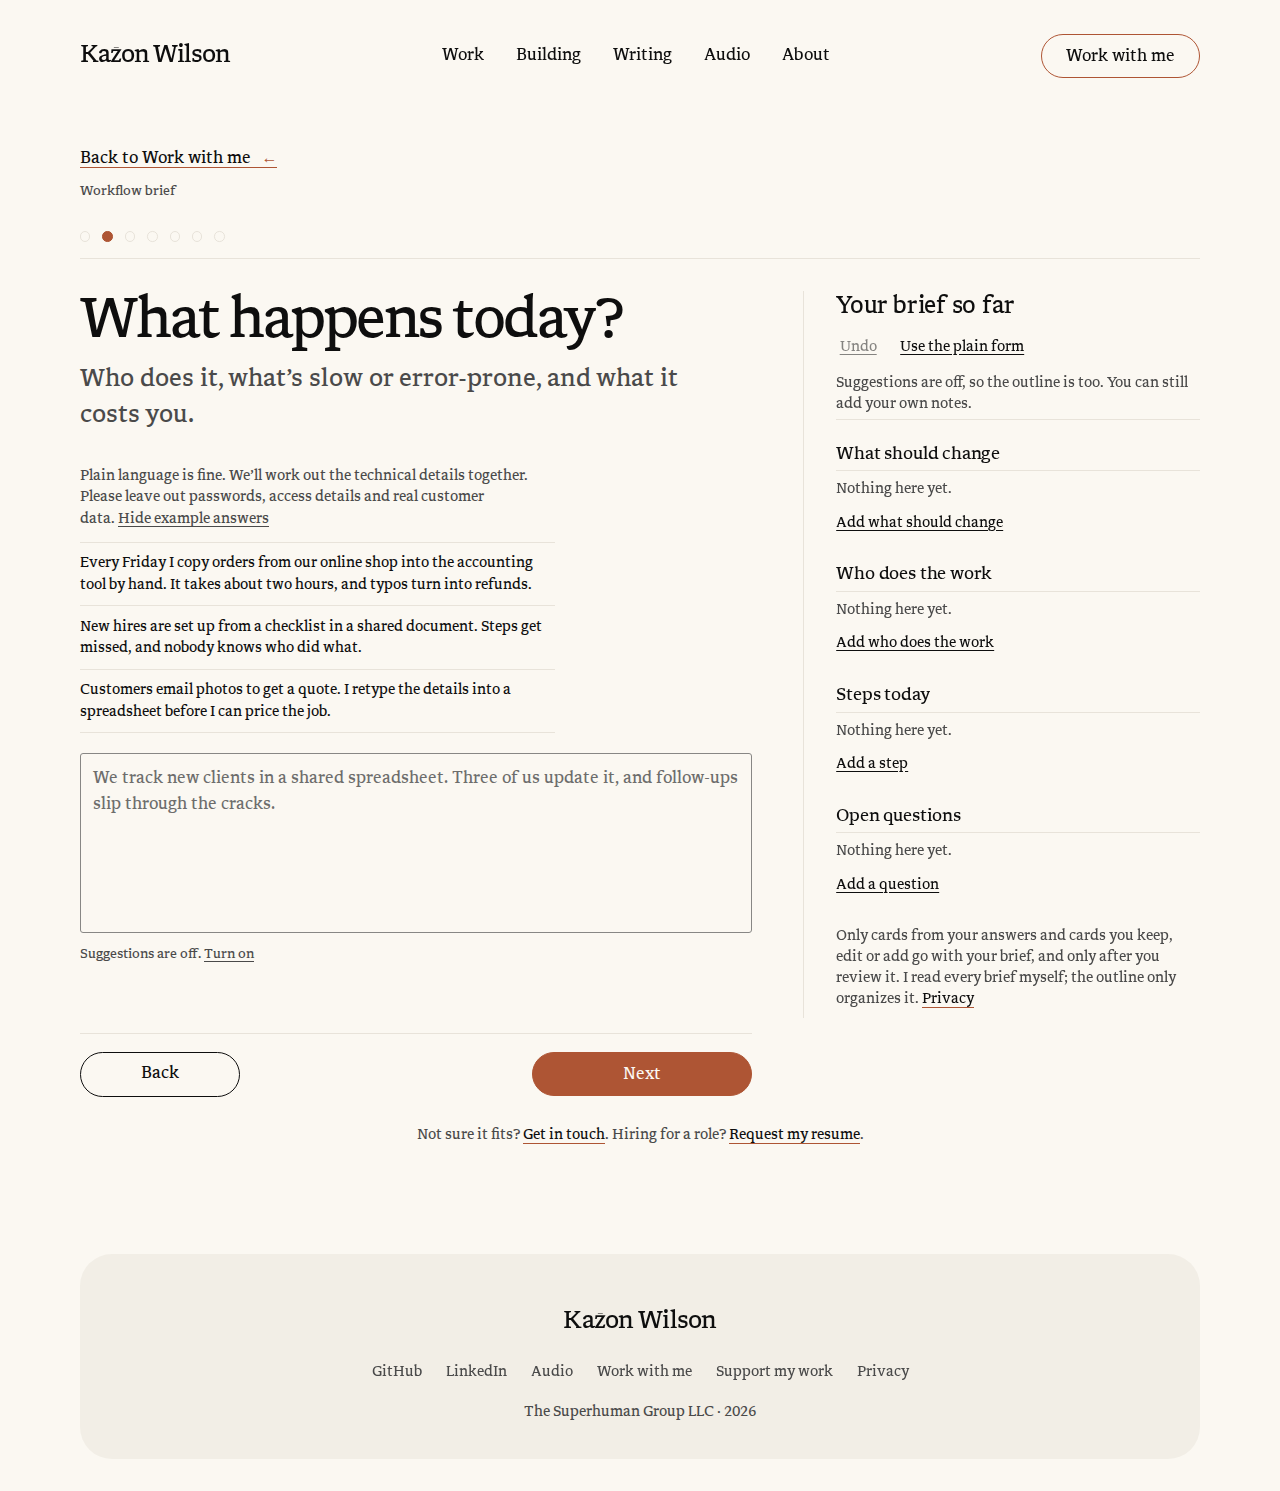 Kažon Wilson
Work
Building
Writing
Audio
About
Work with me
Back to Work with me ←
Workflow brief
What happens today?
Who does it, what’s slow or error-prone, and what it
costs you.
Plain language is fine. We’ll work out the technical details together.
Please leave out passwords, access details and real customer
data. Hide example answers
Every Friday I copy orders from our online shop into the accounting
tool by hand. It takes about two hours, and typos turn into refunds.
New hires are set up from a checklist in a shared document. Steps get
missed, and nobody knows who did what.
Customers email photos to get a quote. I retype the details into a
spreadsheet before I can price the job.
We track new clients in a shared spreadsheet. Three of us update it, and follow-ups
slip through the cracks.
Suggestions are off. Turn on
Back
Next
Your brief so far
Undo
Use the plain form
Suggestions are off, so the outline is too. You can still
add your own notes.
What should change
Nothing here yet.
Add what should change
Who does the work
Nothing here yet.
Add who does the work
Steps today
Nothing here yet.
Add a step
Open questions
Nothing here yet.
Add a question
Only cards from your answers and cards you keep,
edit or add go with your brief, and only after you
review it. I read every brief myself; the outline only
organizes it. Privacy
Not sure it fits? Get in touch. Hiring for a role? Request my resume.
Kažon Wilson
GitHub
LinkedIn
Audio
Work with me
Support my work
Privacy
The Superhuman Group LLC · 2026